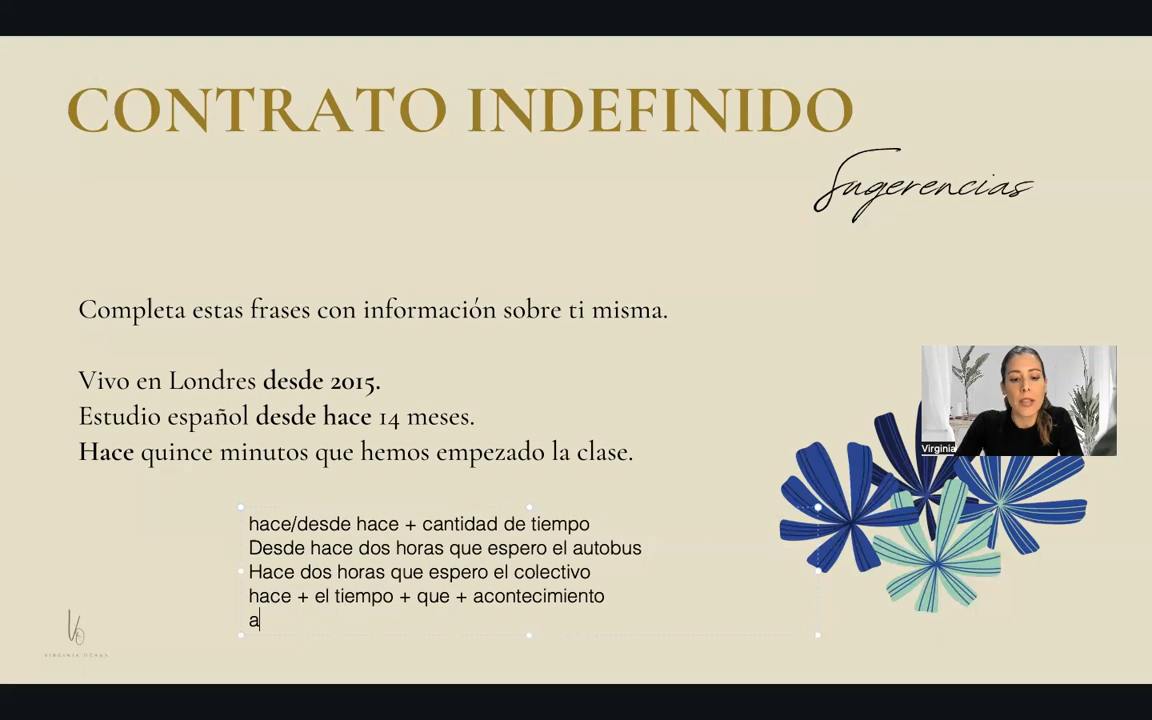 CONTRATO INDEFINIDO
Sugerencias
Completa estas frases con información sobre ti misma.
Vivo en Londres desde 2015.
Estudio español desde hace 14 meses.
Hace quince minutos que hemos empezado la clase.
Virginia
hace/desde hace + cantidad de tiempo
Desde hace dos horas que espero el autobus
Hace dos horas que espero el colectivo
hace + el tiempo + que + acontecimiento
a
VIRGINIA OCHOA